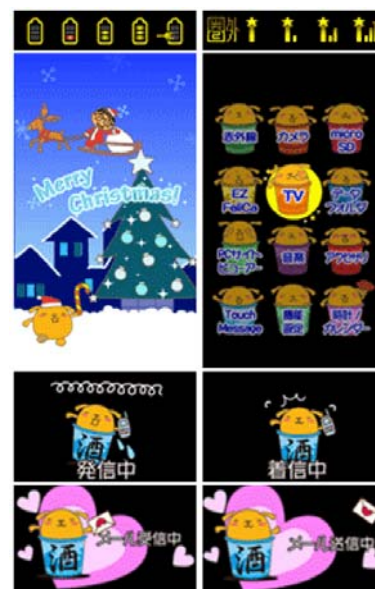 圏外
Merry
Christmas!
赤外線
カメラ
micro
SD
EZ
FeliCa
TV
データ
フォルダ
PCサイト
ビューアー
音楽
アクセサリ
Touch
Message
機能
設定
時計/
カレンダー
酒
発信中
酒
着信中
酒
メール受信中
酒
メール送信中